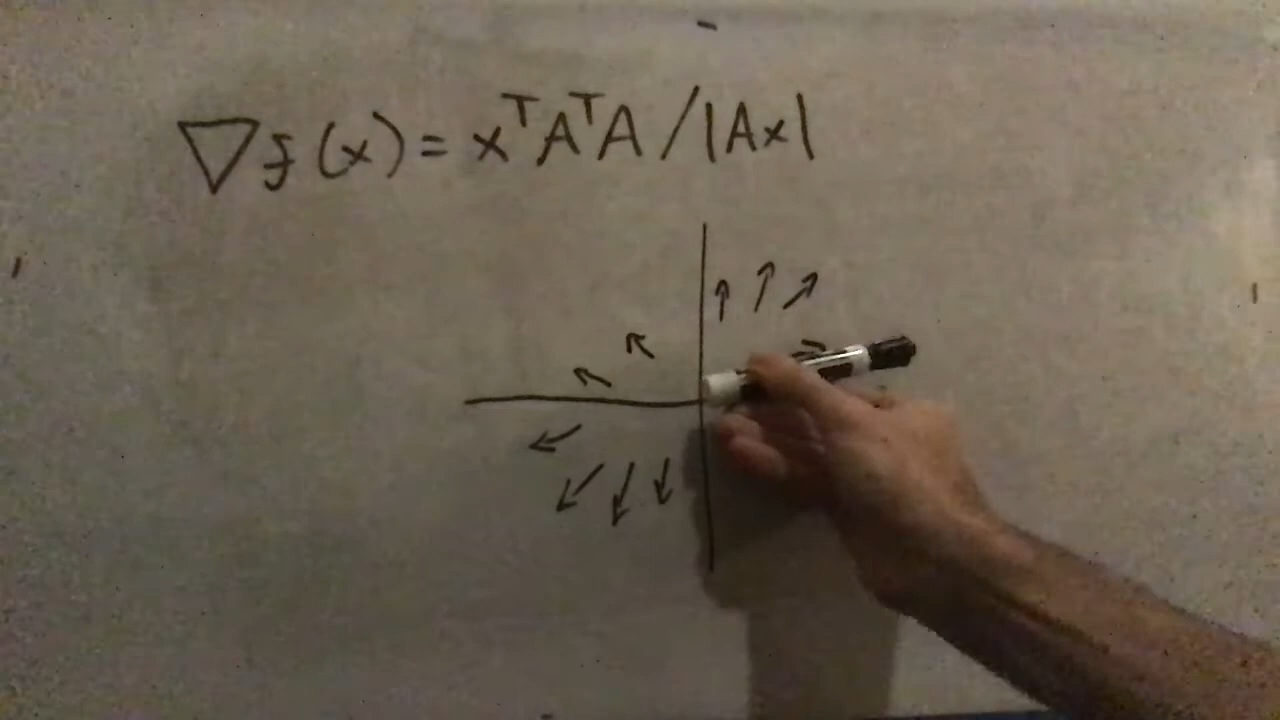 ∇f(x) = xᵀAᵀA / |Ax|